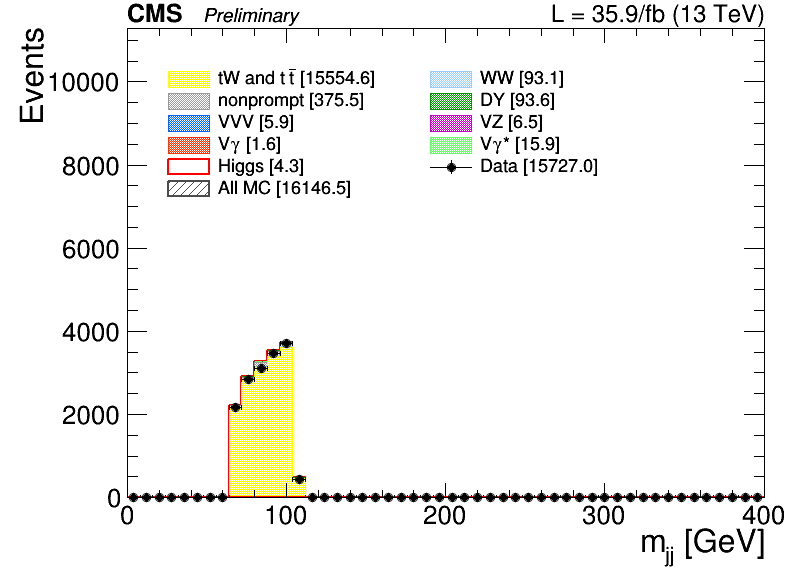 CMS Preliminary L = 35.9/fb (13 TeV)
Events
10000
8000
6000
4000
2000
0
tW and t t̄ [15554.6]
nonprompt [375.5]
VVV [5.9]
Vγ [1.6]
Higgs [4.3]
All MC [16146.5]
WW [93.1]
DY [93.6]
VZ [6.5]
Vγ* [15.9]
Data [15727.0]
0 100 200 300 400
m_jj [GeV]